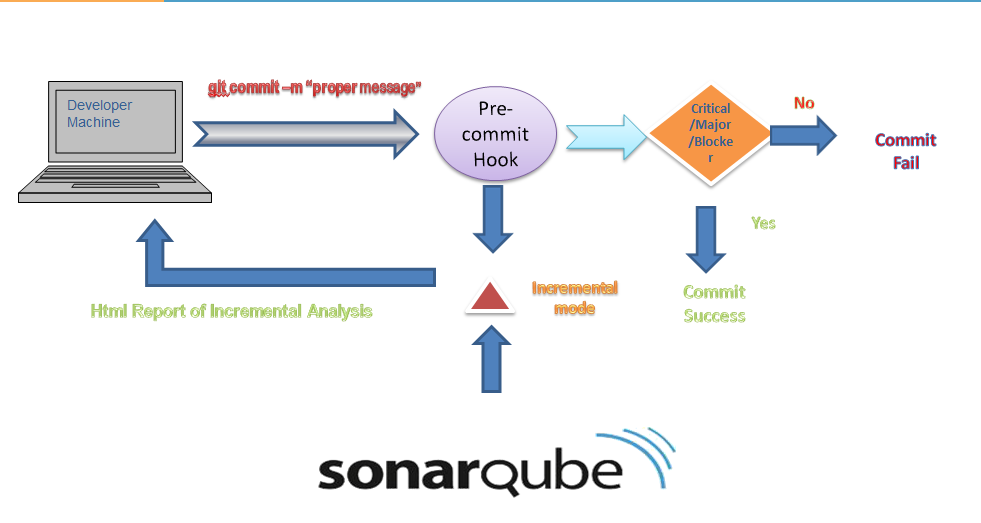 git commit –m “proper message”
Developer
Machine
Pre-
commit
Hook
Critical
/Major
/Blocke
r
No
Commit
Fail
Yes
Commit
Success
Incremental
mode
Html Report of Incremental Analysis
sonarqube